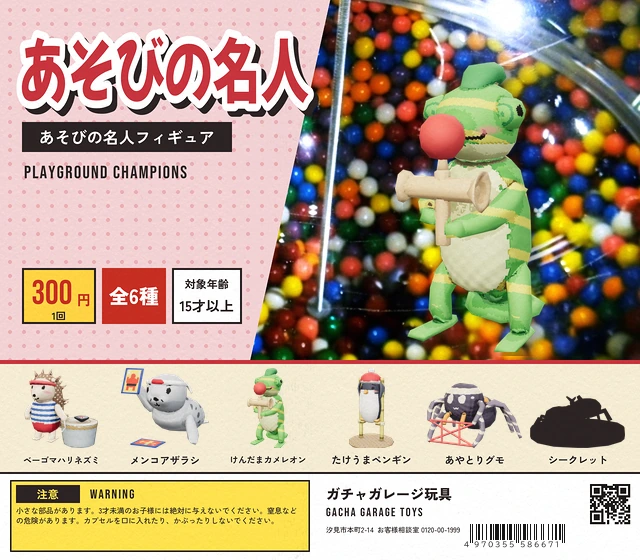 あそびの名人
あそびの名人フィギュア
PLAYGROUND CHAMPIONS
300円
1回
全6種
対象年齢
15才以上
ベーゴマハリネズミ
メンコアザラシ
けんだまカメレオン
たけうまペンギン
あやとりグモ
シークレット
注意 WARNING
小さな部品があります。3才未満のお子様には絶対に与えないでください。窒息など
の危険があります。カプセルを口に入れたり、かぶったりしないでください。
ガチャガレージ玩具
GACHA GARAGE TOYS
汐見市本町2-14 お客様相談室 0120-00-1999
4 970355 586671